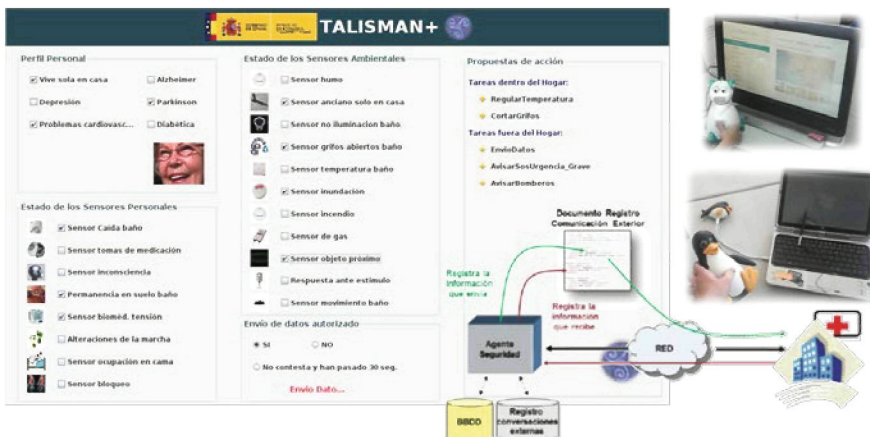 TALISMAN+
Perfil Personal
Vive sola en casa
Alzheimer
Depresión
Parkinson
Problemas cardiovasc...
Diabética
Estado de los Sensores Personales
Sensor Caida baño
Sensor tomas de medicación
Sensor inconsciencia
Permanencia en suelo baño
Sensor bioméd. tensión
Alteraciones de la marcha
Sensor ocupación en cama
Sensor bloqueo
Estado de los Sensores Ambientales
Sensor humo
Sensor anciano solo en casa
Sensor no iluminacion baño
Sensor grifos abiertos baño
Sensor temperatura baño
Sensor inundación
Sensor incendio
Sensor de gas
Sensor objeto próximo
Respuesta ante estímulo
Sensor movimiento baño
Envío de datos autorizado
SI
NO
No contesta y han pasado 30 seg.
Envio Dato...
Propuestas de acción
Tareas dentro del Hogar:
RegularTemperatura
CortarGrifos
Tareas fuera del Hogar:
EnvioDatos
AvisarSosUrgencia_Grave
AvisarBomberos
Documento Registro
Comunicación Exterior
Registra la
información
que envia
Registra la
información
que recibe
Agente
Seguridad
RED
BBDD
Registro
conversaciones
externas